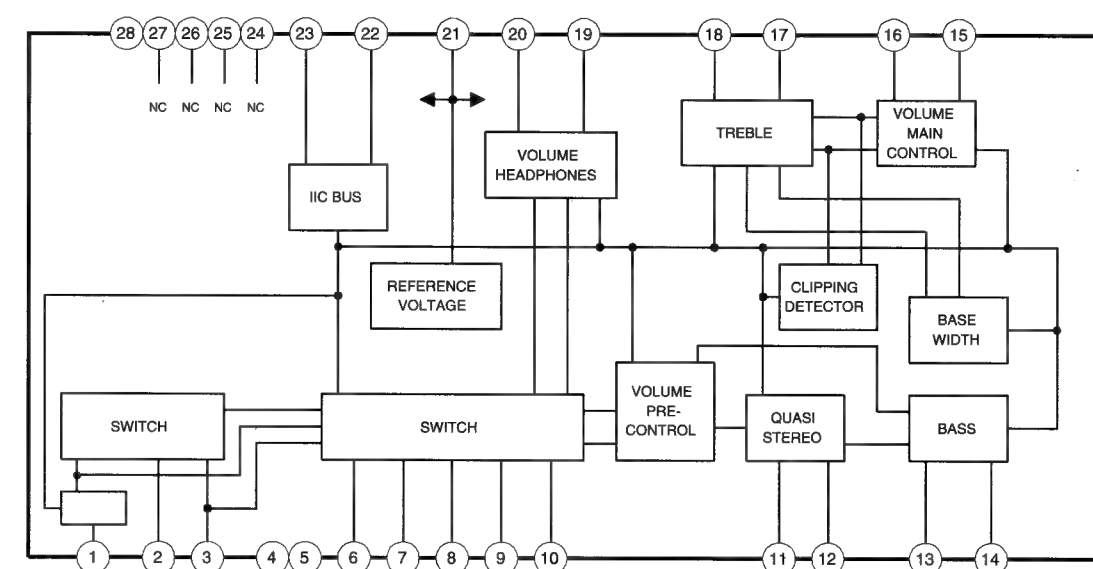 28 27 26 25 24 23 22 21 20 19 18 17 16 15
NC NC NC NC
TREBLE
VOLUME
MAIN
CONTROL
VOLUME
HEADPHONES
IIC BUS
REFERENCE
VOLTAGE
CLIPPING
DETECTOR
BASE
WIDTH
SWITCH
SWITCH
VOLUME
PRE-
CONTROL
QUASI
STEREO
BASS
1 2 3 4 5 6 7 8 9 10 11 12 13 14